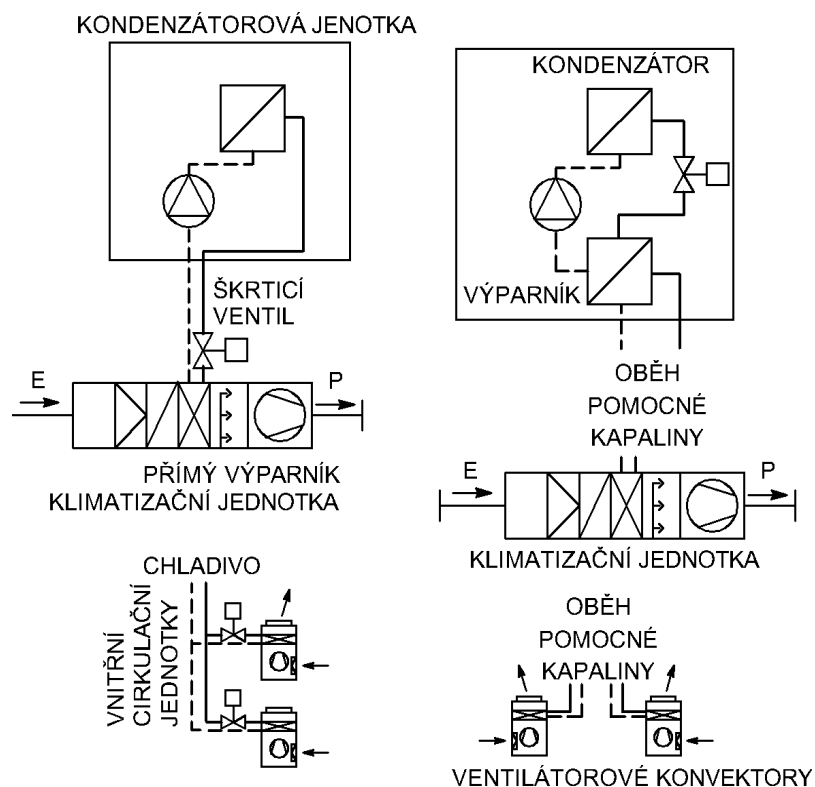 KONDENZÁTOROVÁ JENOTKA
ŠKRTICÍ
VENTIL
E
P
PŘÍMÝ VÝPARNÍK
KLIMATIZAČNÍ JEDNOTKA
CHLADIVO
VNITŘNÍ
CIRKULAČNÍ
JEDNOTKY
KONDENZÁTOR
VÝPARNÍK
OBĚH
POMOCNÉ
KAPALINY
E
P
KLIMATIZAČNÍ JEDNOTKA
OBĚH
POMOCNÉ
KAPALINY
VENTILÁTOROVÉ KONVEKTORY